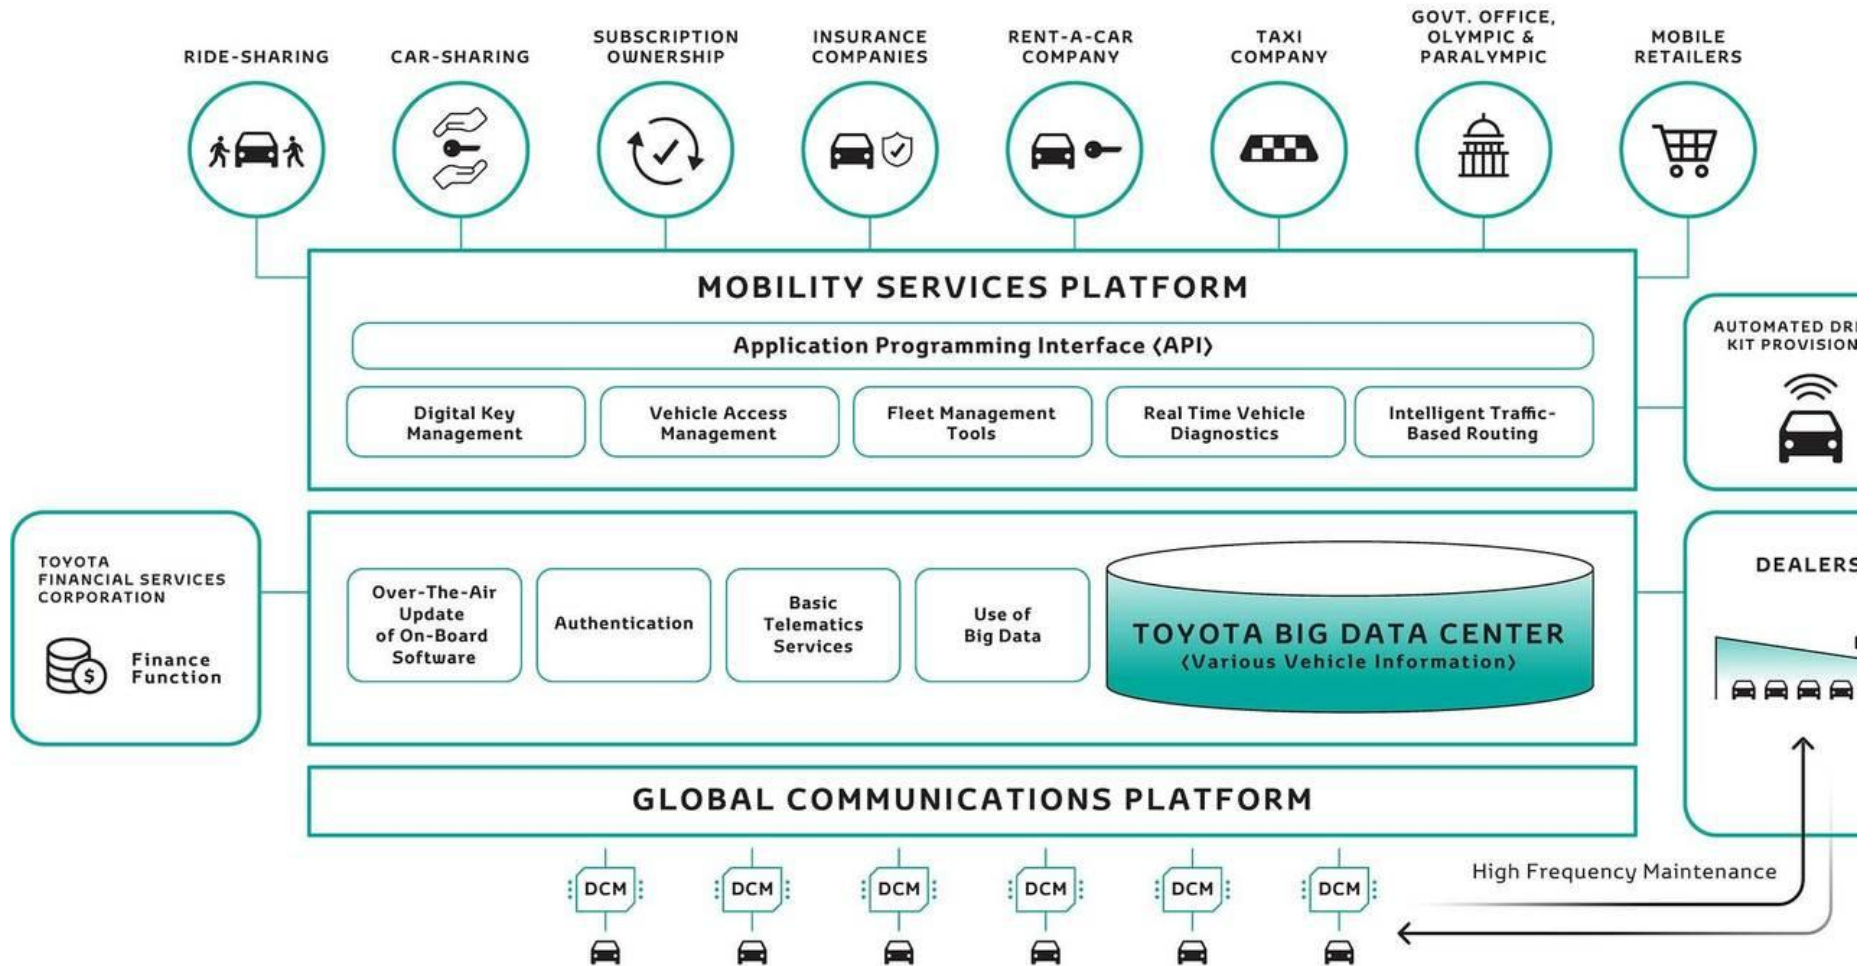 RIDE-SHARING
CAR-SHARING
SUBSCRIPTION
OWNERSHIP
INSURANCE
COMPANIES
RENT-A-CAR
COMPANY
TAXI
COMPANY
GOVT. OFFICE,
OLYMPIC &
PARALYMPIC
MOBILE
RETAILERS
MOBILITY SERVICES PLATFORM
Application Programming Interface〈API〉
Digital Key
Management
Vehicle Access
Management
Fleet Management
Tools
Real Time Vehicle
Diagnostics
Intelligent Traffic-
Based Routing
AUTOMATED
KIT PROVISION
TOYOTA
FINANCIAL SERVICES
CORPORATION
$
Finance
Function
Over-The-Air
Update
of On-Board
Software
Authentication
Basic
Telematics
Services
Use of
Big Data
TOYOTA BIG DATA CENTER
〈Various Vehicle Information〉
DEALERS
GLOBAL COMMUNICATIONS PLATFORM
DCM
DCM
DCM
DCM
DCM
DCM
High Frequency Maintenance